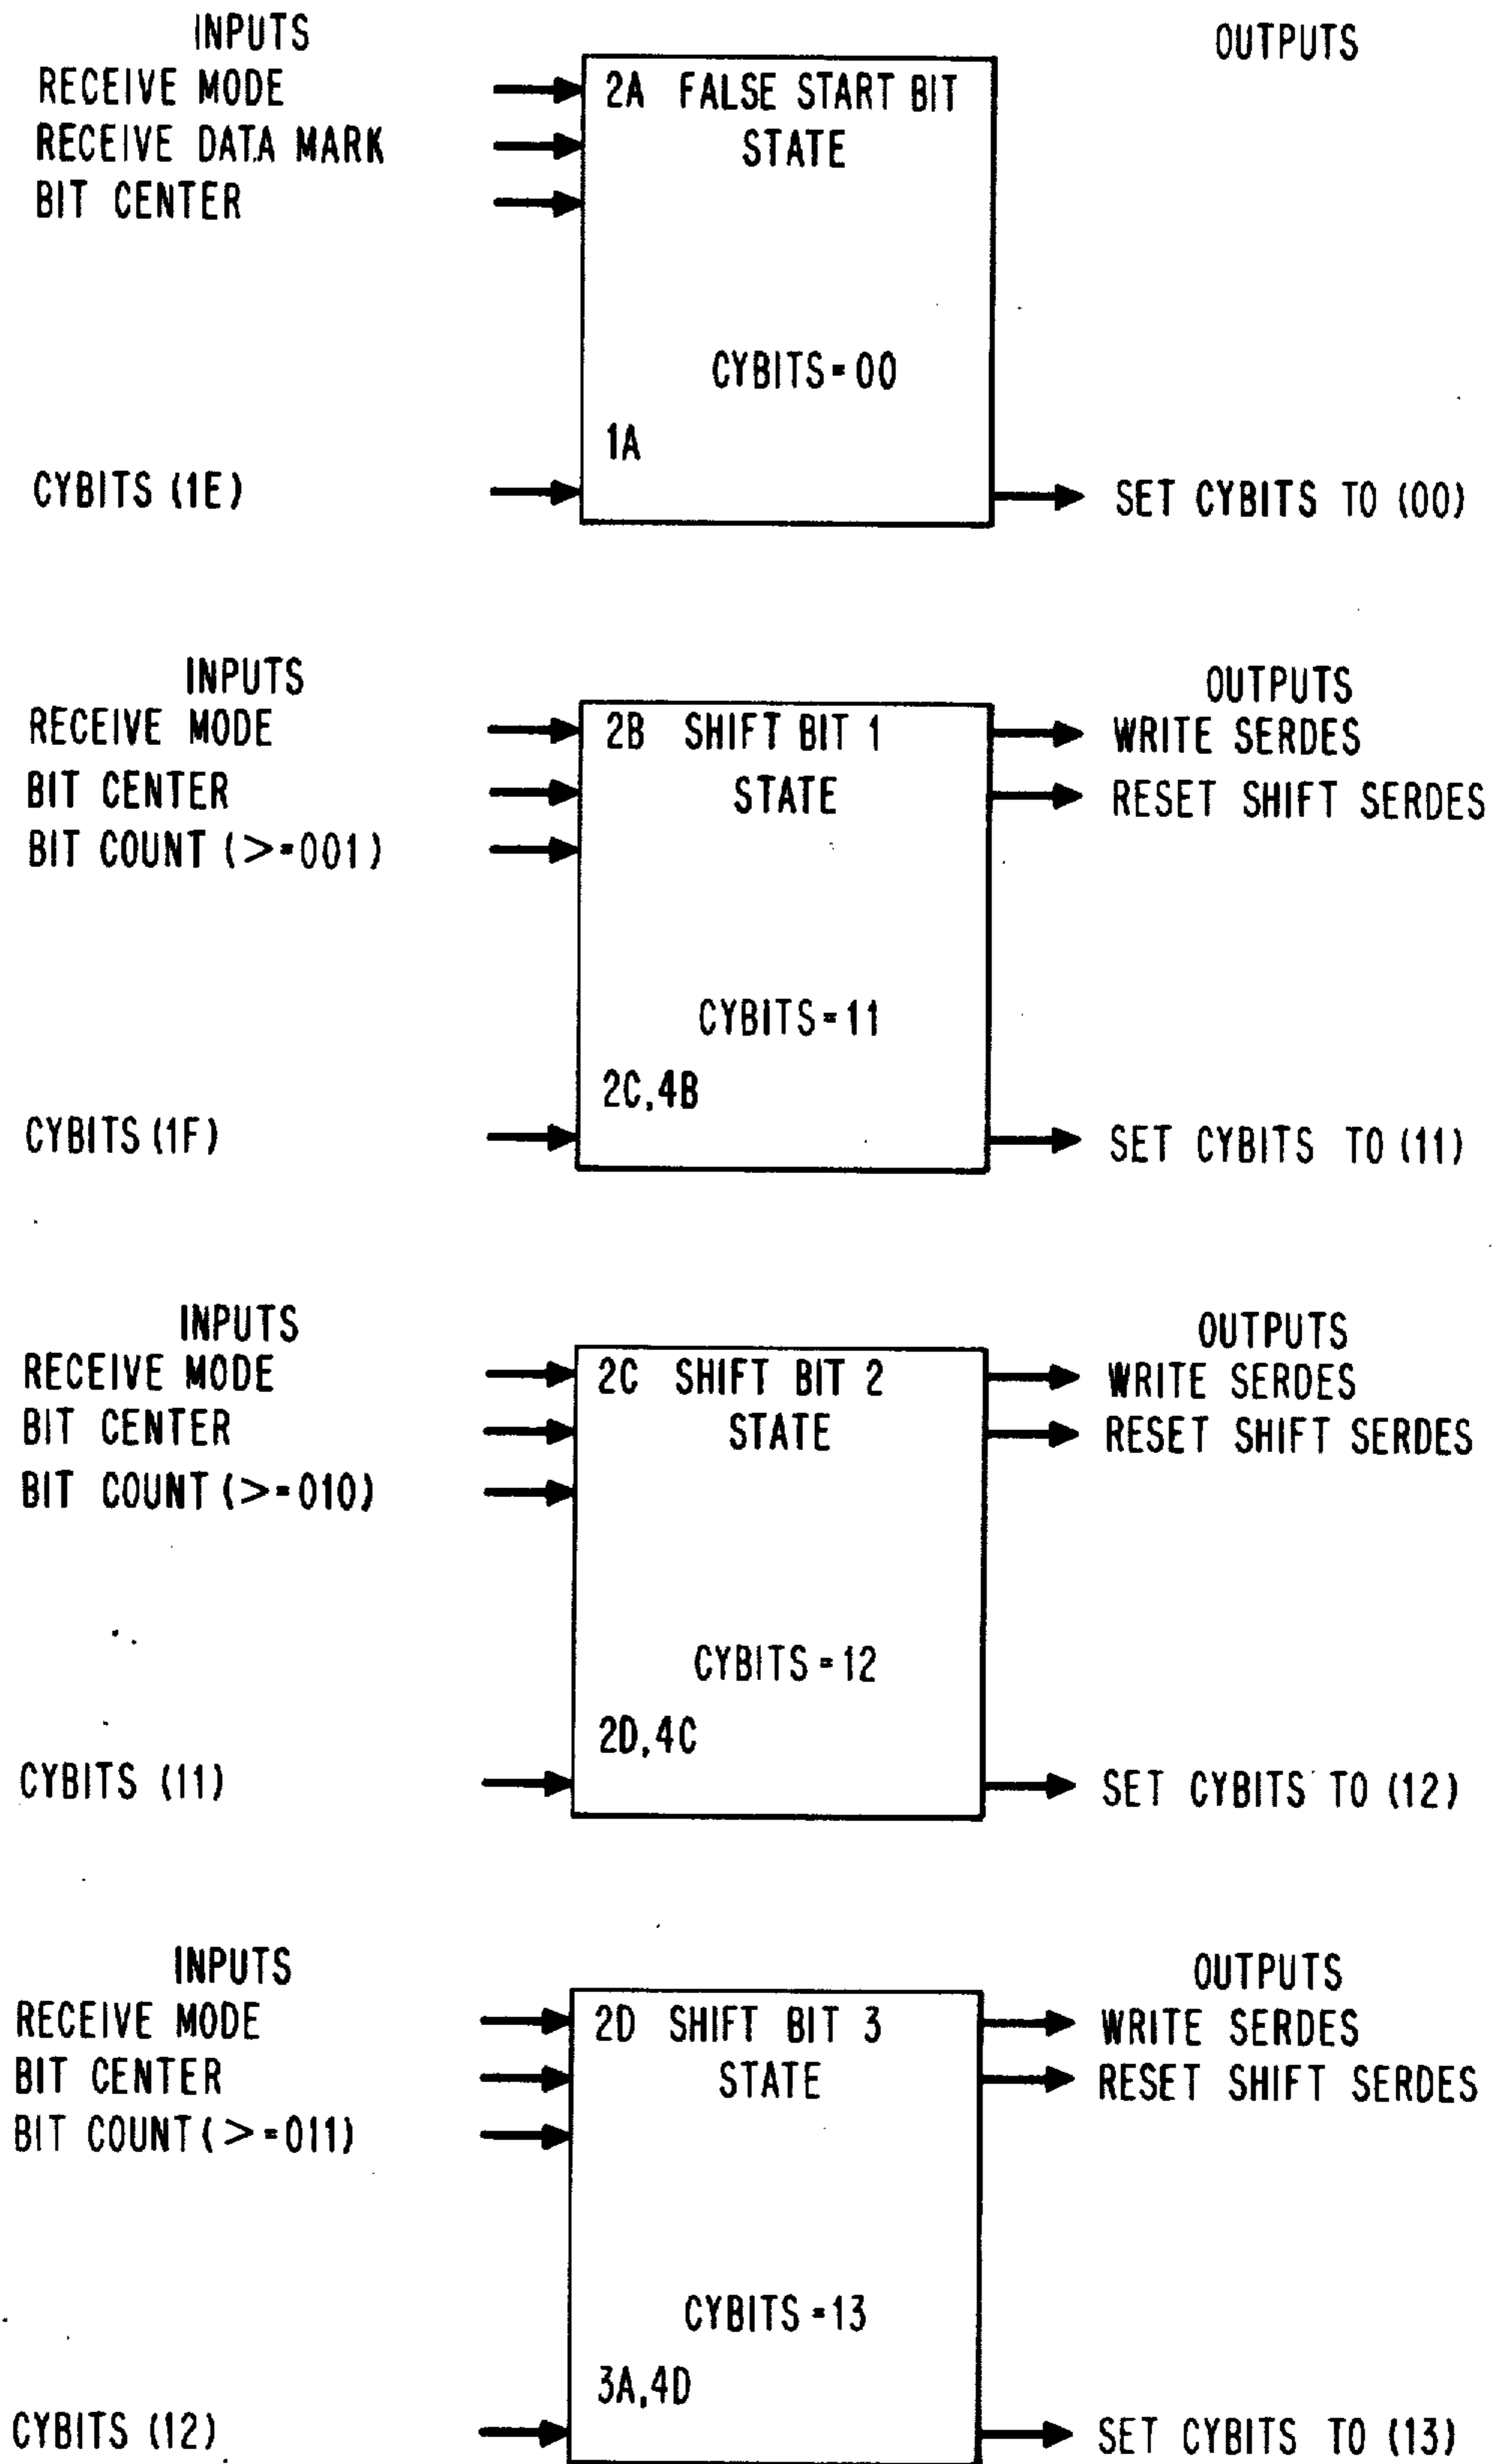 INPUTS
OUTPUTS
RECEIVE MODE
RECEIVE DATA MARK
BIT CENTER
2A FALSE START BIT
STATE
CYBITS=00
1A
CYBITS (1E)
SET CYBITS TO (00)
INPUTS
OUTPUTS
RECEIVE MODE
BIT CENTER
BIT COUNT (>=001)
2B SHIFT BIT 1
STATE
WRITE SERDES
RESET SHIFT SERDES
CYBITS=11
2C,4B
CYBITS (1F)
SET CYBITS TO (11)
INPUTS
OUTPUTS
RECEIVE MODE
BIT CENTER
BIT COUNT (>=010)
2C SHIFT BIT 2
STATE
WRITE SERDES
RESET SHIFT SERDES
CYBITS=12
2D,4C
CYBITS (11)
SET CYBITS TO (12)
INPUTS
OUTPUTS
RECEIVE MODE
BIT CENTER
BIT COUNT (>=011)
2D SHIFT BIT 3
STATE
WRITE SERDES
RESET SHIFT SERDES
CYBITS=13
3A,4D
CYBITS (12)
SET CYBITS TO (13)